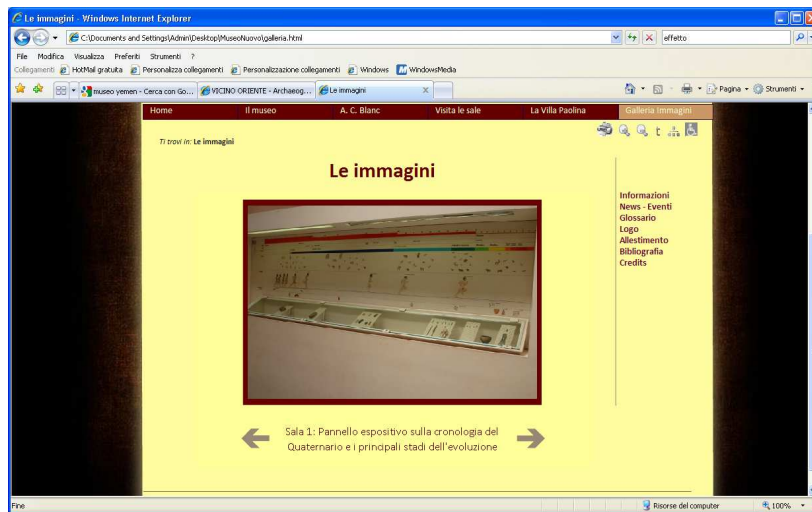 Le immagini - Windows Internet Explorer
C:\Documents and Settings\Admin\Desktop\MuseoNuovo\galleria.html
effetto
File Modifica Visualizza Preferiti Strumenti ?
Collegamenti HotMail gratuita Personalizza collegamenti Personalizzazione collegamenti Windows WindowsMedia
museo yemen - Cerca con Go... VICINO ORIENTE - Archaeog... Le immagini x Pagina Strumenti
Home Il museo A. C. Blanc Visita le sale La Villa Paolina Galleria Immagini
t
Ti trovi in: Le immagini
Le immagini
Informazioni
News - Eventi
Glossario
Logo
Allestimento
Bibliografia
Credits
Sala 1: Pannello espositivo sulla cronologia del
Quaternario e i principali stadi dell'evoluzione
Fine Risorse del computer 100%